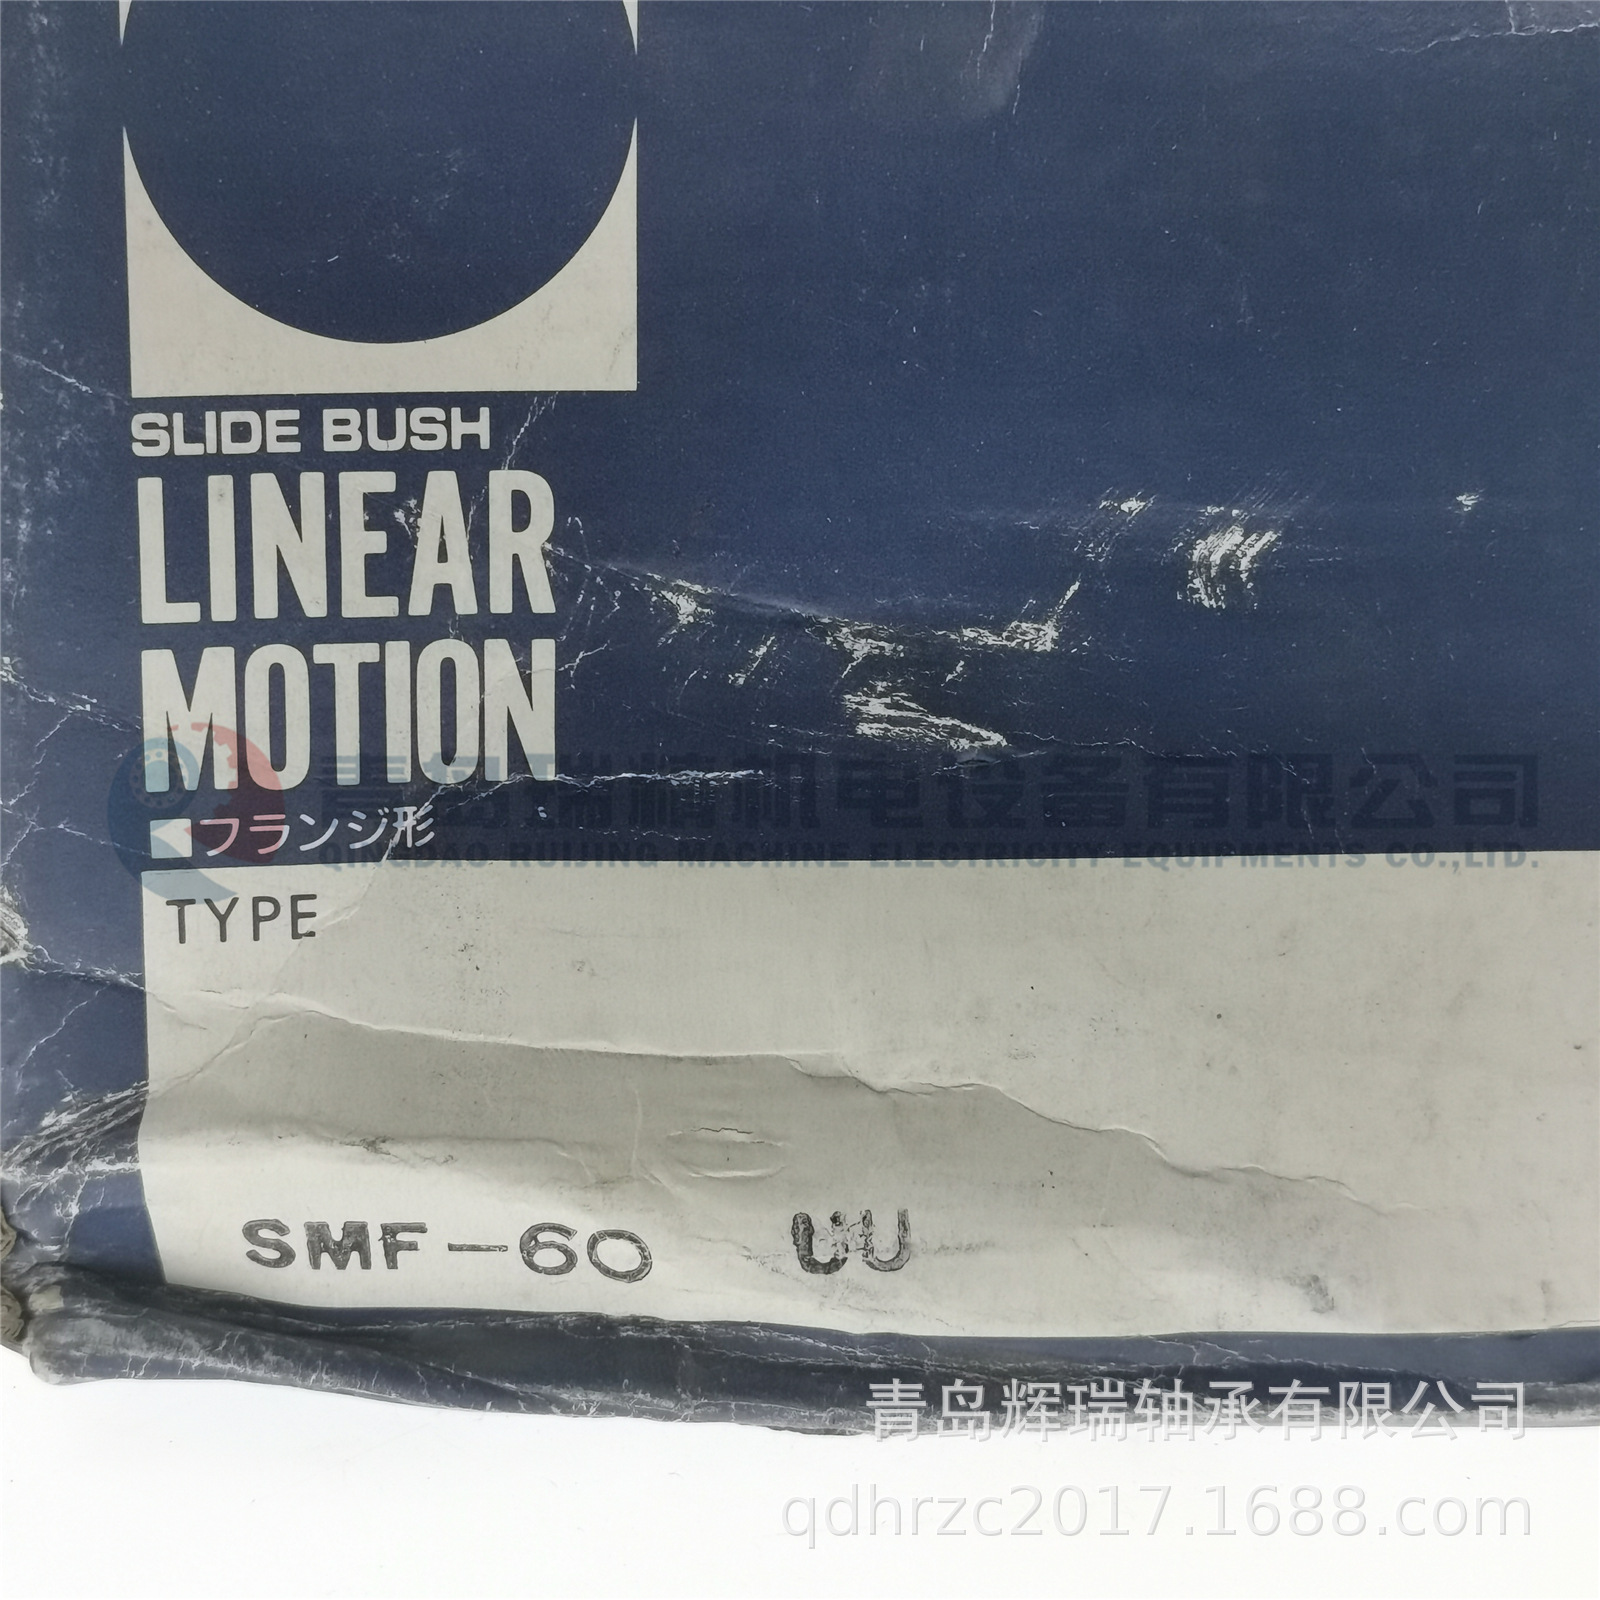 SLIDE BUSH
LINEAR
MOTION
フランジ形
青岛瑞辉机电设备有限公司
QINGDAO RUIJING MACHINE ELECTRICITY EQUIPMENTS CO.,LTD.
TYPE
SMF-60 UU
青岛辉瑞轴承有限公司
qdhrzc2017.1688.com